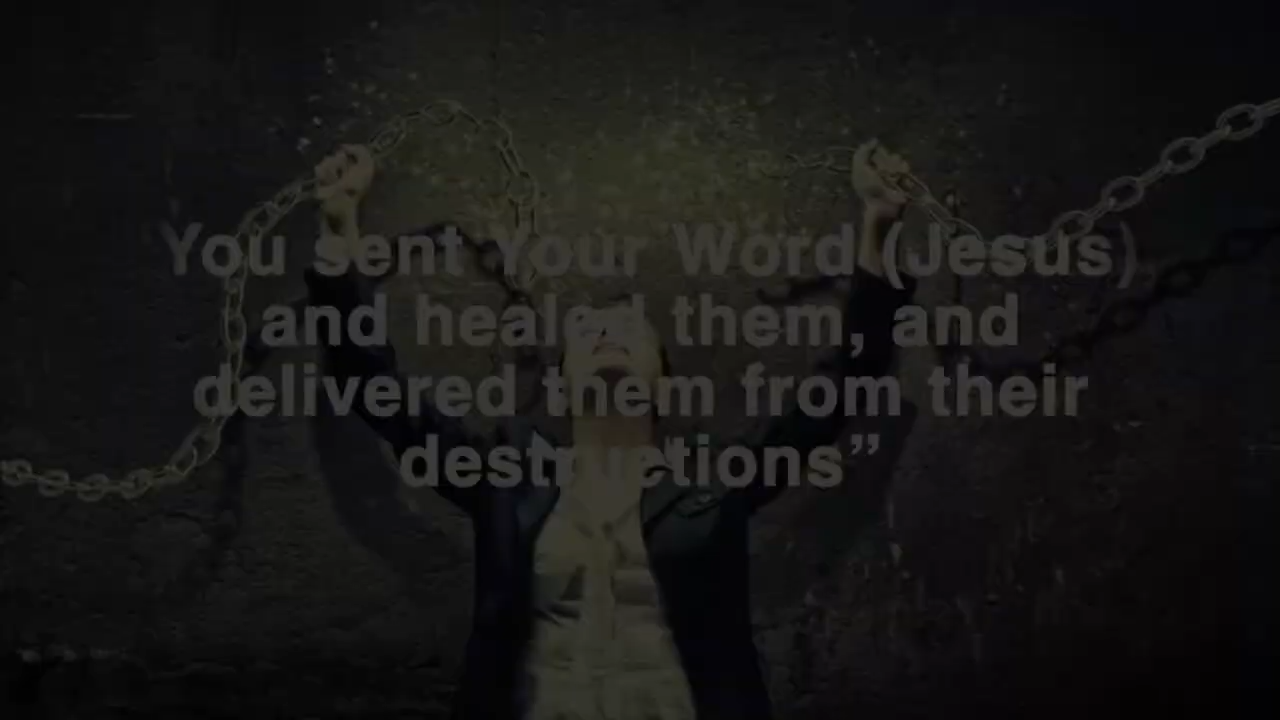 You sent Your Word (Jesus)
and healed them, and
delivered them from their
destructions”